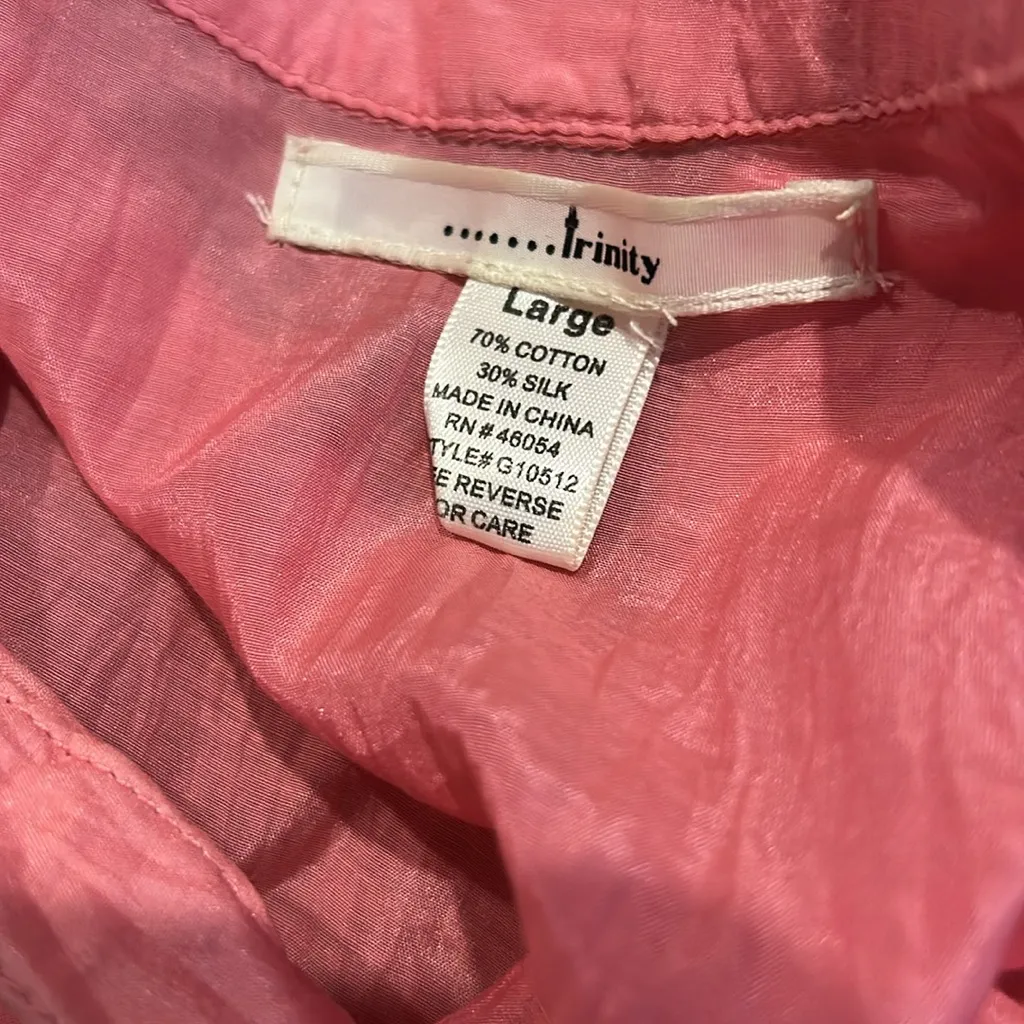 .......Trinity
Large
70% COTTON
30% SILK
MADE IN CHINA
RN # 46054
TYLE# G10512
E REVERSE
OR CARE